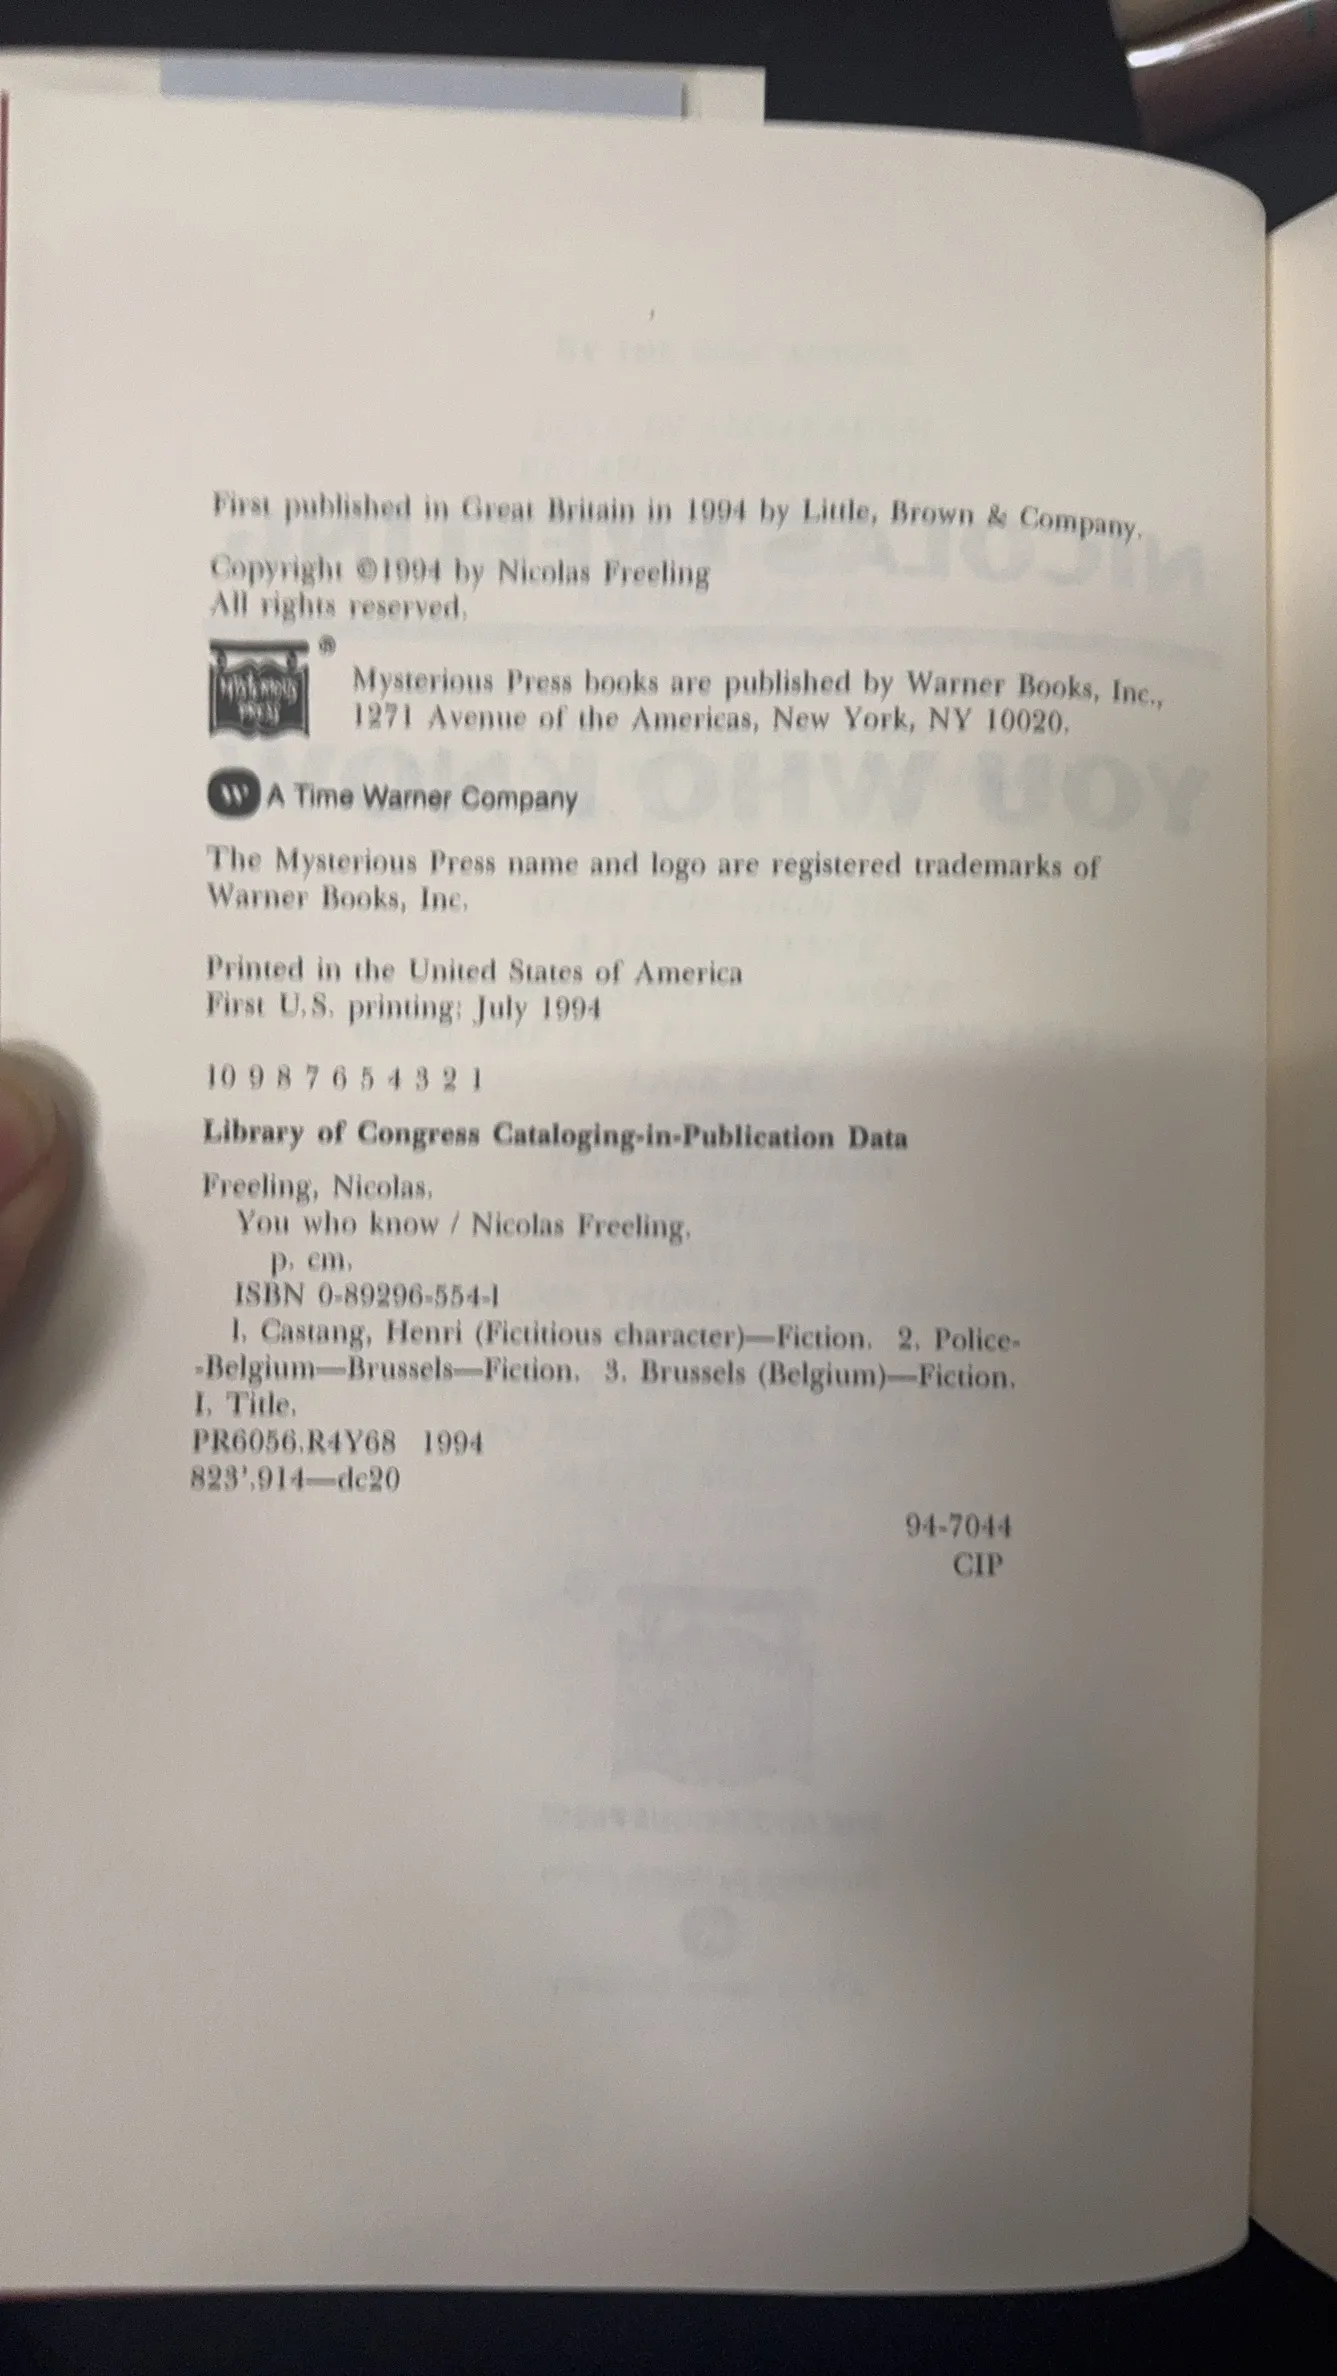 First published in Great Britain in 1994 by Little, Brown & Company.
Copyright ©1994 by Nicolas Freeling
All rights reserved.
Mysterious Press ®
Mysterious Press books are published by Warner Books, Inc.,
1271 Avenue of the Americas, New York, NY 10020.
W A Time Warner Company
The Mysterious Press name and logo are registered trademarks of
Warner Books, Inc.
Printed in the United States of America
First U.S. printing: July 1994
10 9 8 7 6 5 4 3 2 1
Library of Congress Cataloging-in-Publication Data
Freeling, Nicolas.
You who know / Nicolas Freeling.
p. cm.
ISBN 0-89296-554-1
1. Castang, Henri (Fictitious character)—Fiction. 2. Police-
-Belgium—Brussels—Fiction. 3. Brussels (Belgium)—Fiction.
I. Title.
PR6056.R4Y68 1994
823'.914—dc20
94-7044
CIP